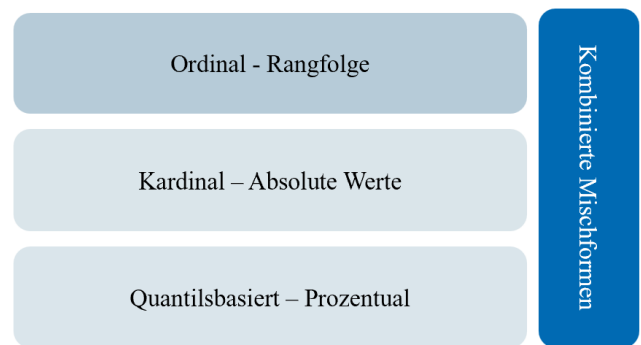 Ordinal - Rangfolge
Kardinal – Absolute Werte
Quantilsbasiert – Prozentual
Kombinierte Mischformen